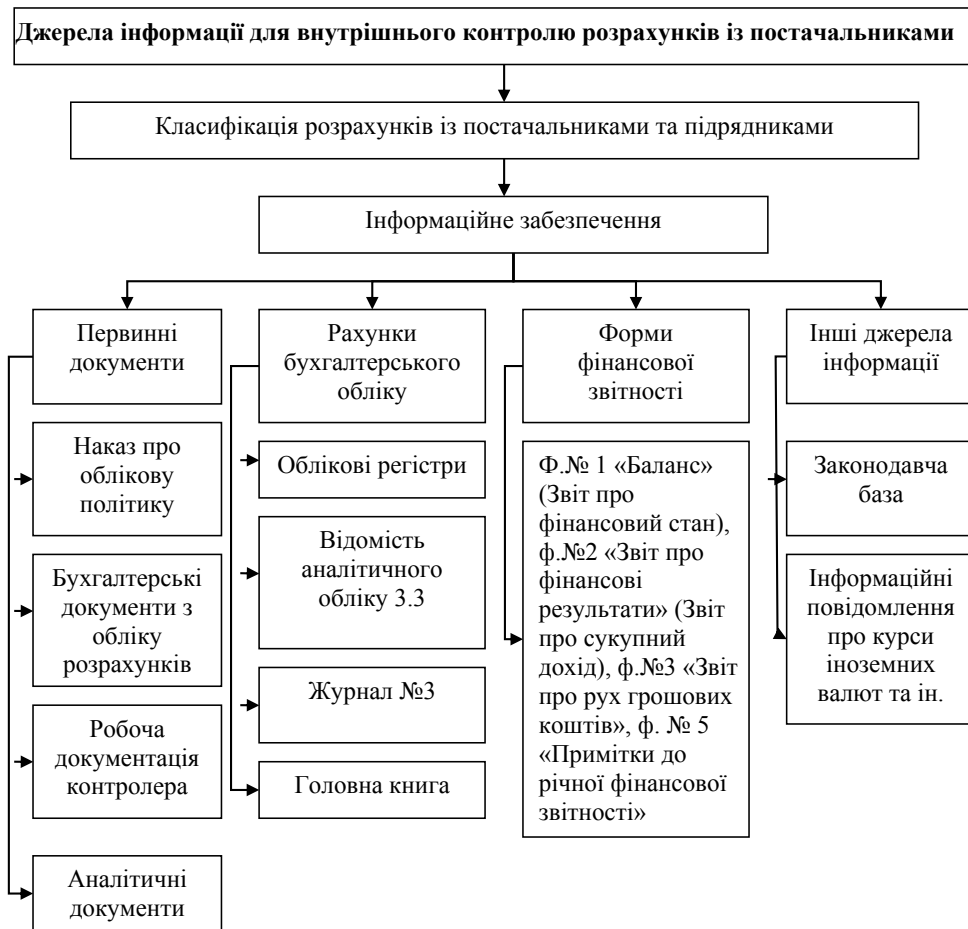 Джерела інформації для внутрішнього контролю розрахунків із постачальниками
Класифікація розрахунків із постачальниками та підрядниками
Інформаційне забезпечення
Первинні
документи
Наказ про
облікову
політику
Бухгалтерські
документи з
обліку
розрахунків
Робоча
документація
контролера
Аналітичні
документи
Рахунки
бухгалтерського
обліку
Облікові регістри
Відомість
аналітичного
обліку 3.3
Журнал №3
Головна книга
Форми
фінансової
звітності
Ф.№ 1 «Баланс»
(Звіт про
фінансовий стан),
ф.№2 «Звіт про
фінансові
результати» (Звіт
про сукупний
дохід), ф.№3 «Звіт
про рух грошових
коштів», ф. № 5
«Примітки до
річної фінансової
звітності»
Інші джерела
інформації
Законодавча
база
Інформаційні
повідомлення
про курси
іноземних
валют та ін.